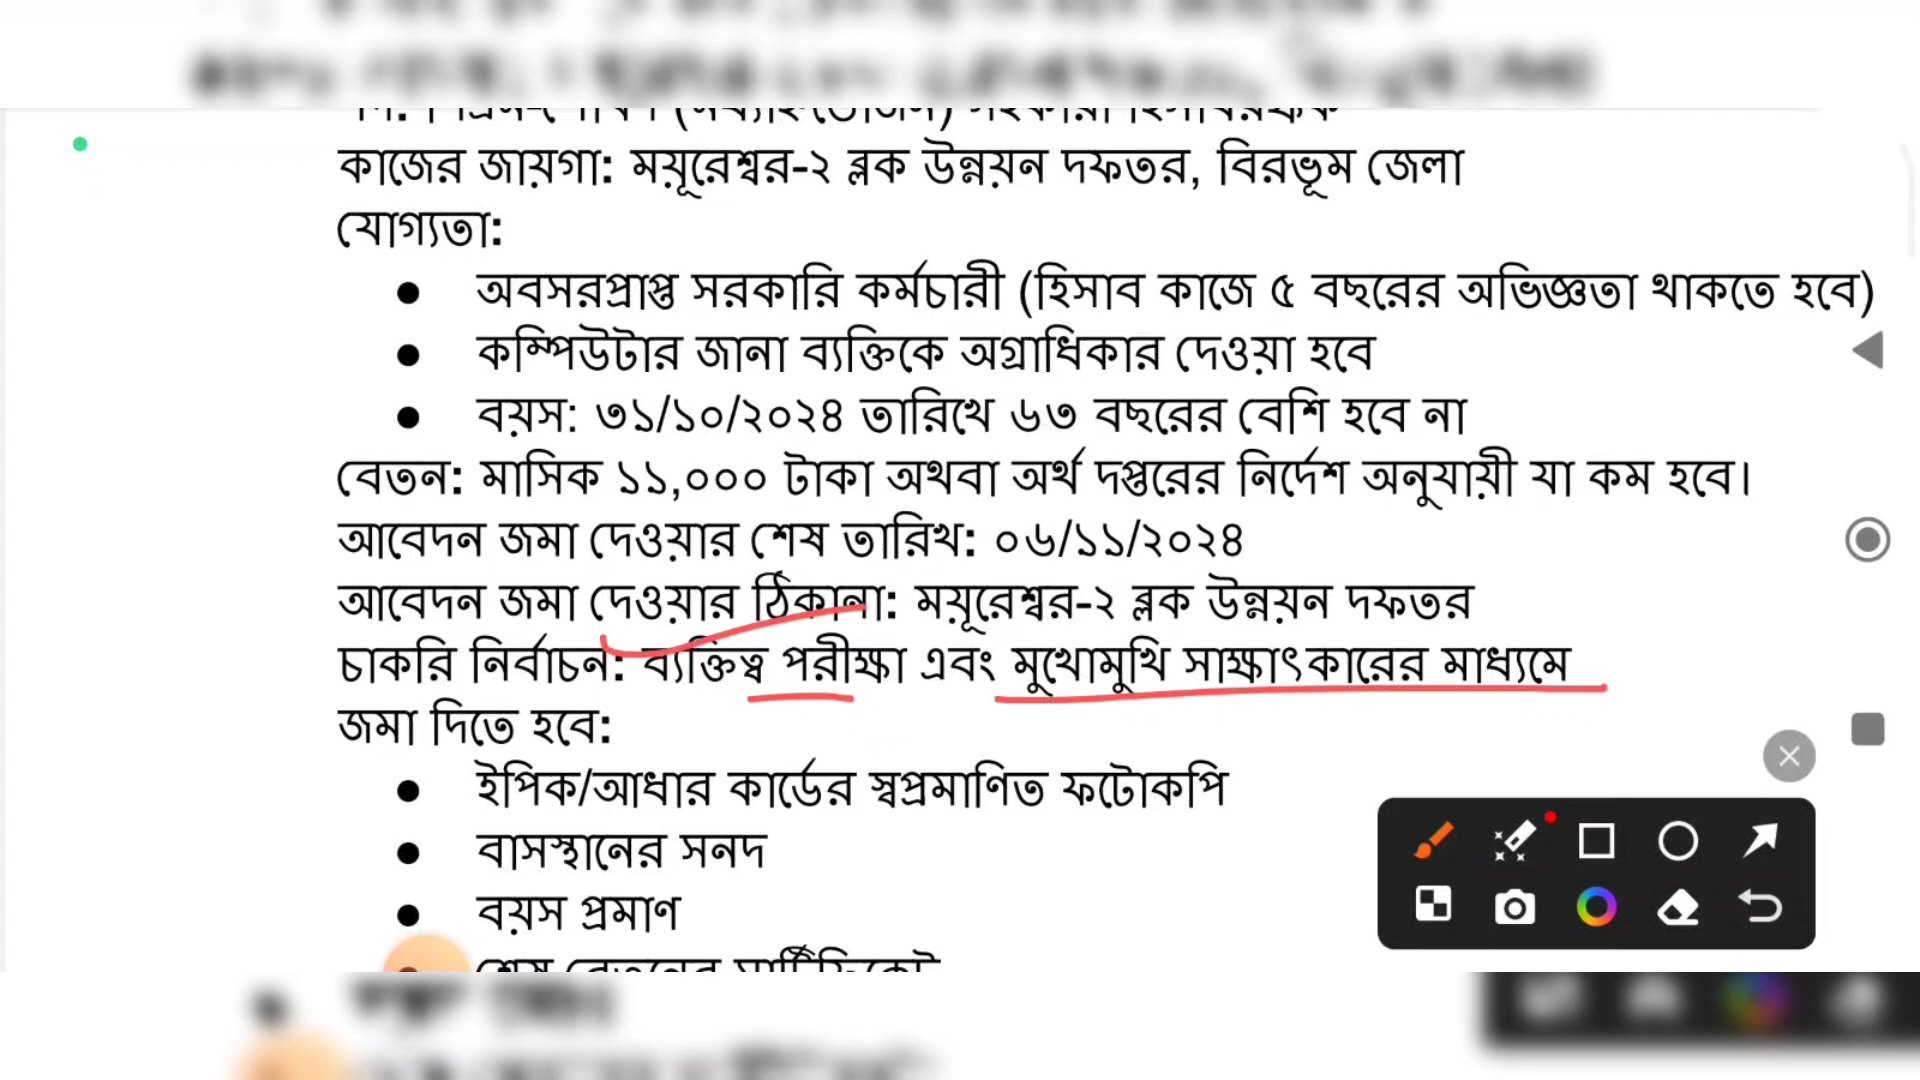 কাজের জায়গা: ময়ূরেশ্বর-২ ব্লক উন্নয়ন দফতর, বিরভূম জেলা
যোগ্যতা:
● অবসরপ্রাপ্ত সরকারি কর্মচারী (হিসাব কাজে ৫ বছরের অভিজ্ঞতা থাকতে হবে)
● কম্পিউটার জানা ব্যক্তিকে অগ্রাধিকার দেওয়া হবে
● বয়স: ৩১/১০/২০২৪ তারিখে ৬৩ বছরের বেশি হবে না
বেতন: মাসিক ১১,০০০ টাকা অথবা অর্থ দপ্তরের নির্দেশ অনুযায়ী যা কম হবে।
আবেদন জমা দেওয়ার শেষ তারিখ: ০৬/১১/২০২৪
আবেদন জমা দেওয়ার ঠিকানা: ময়ূরেশ্বর-২ ব্লক উন্নয়ন দফতর
চাকরি নির্বাচন: ব্যক্তিত্ব পরীক্ষা এবং মুখোমুখি সাক্ষাৎকারের মাধ্যমে
জমা দিতে হবে:
● ইপিক/আধার কার্ডের স্বপ্রমাণিত ফটোকপি
● বাসস্থানের সনদ
● বয়স প্রমাণ
● শেষ বেতনের সার্টিফিকেট